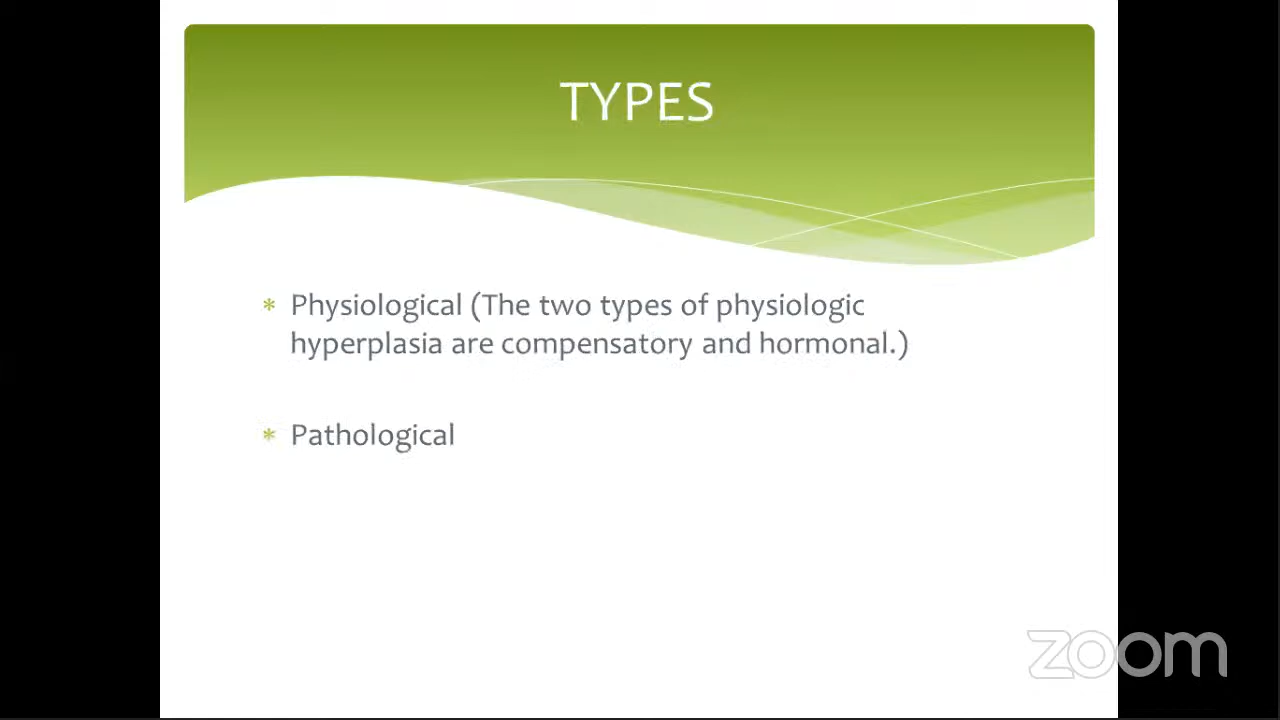 TYPES
* Physiological (The two types of physiologic
hyperplasia are compensatory and hormonal.)
* Pathological
zoom